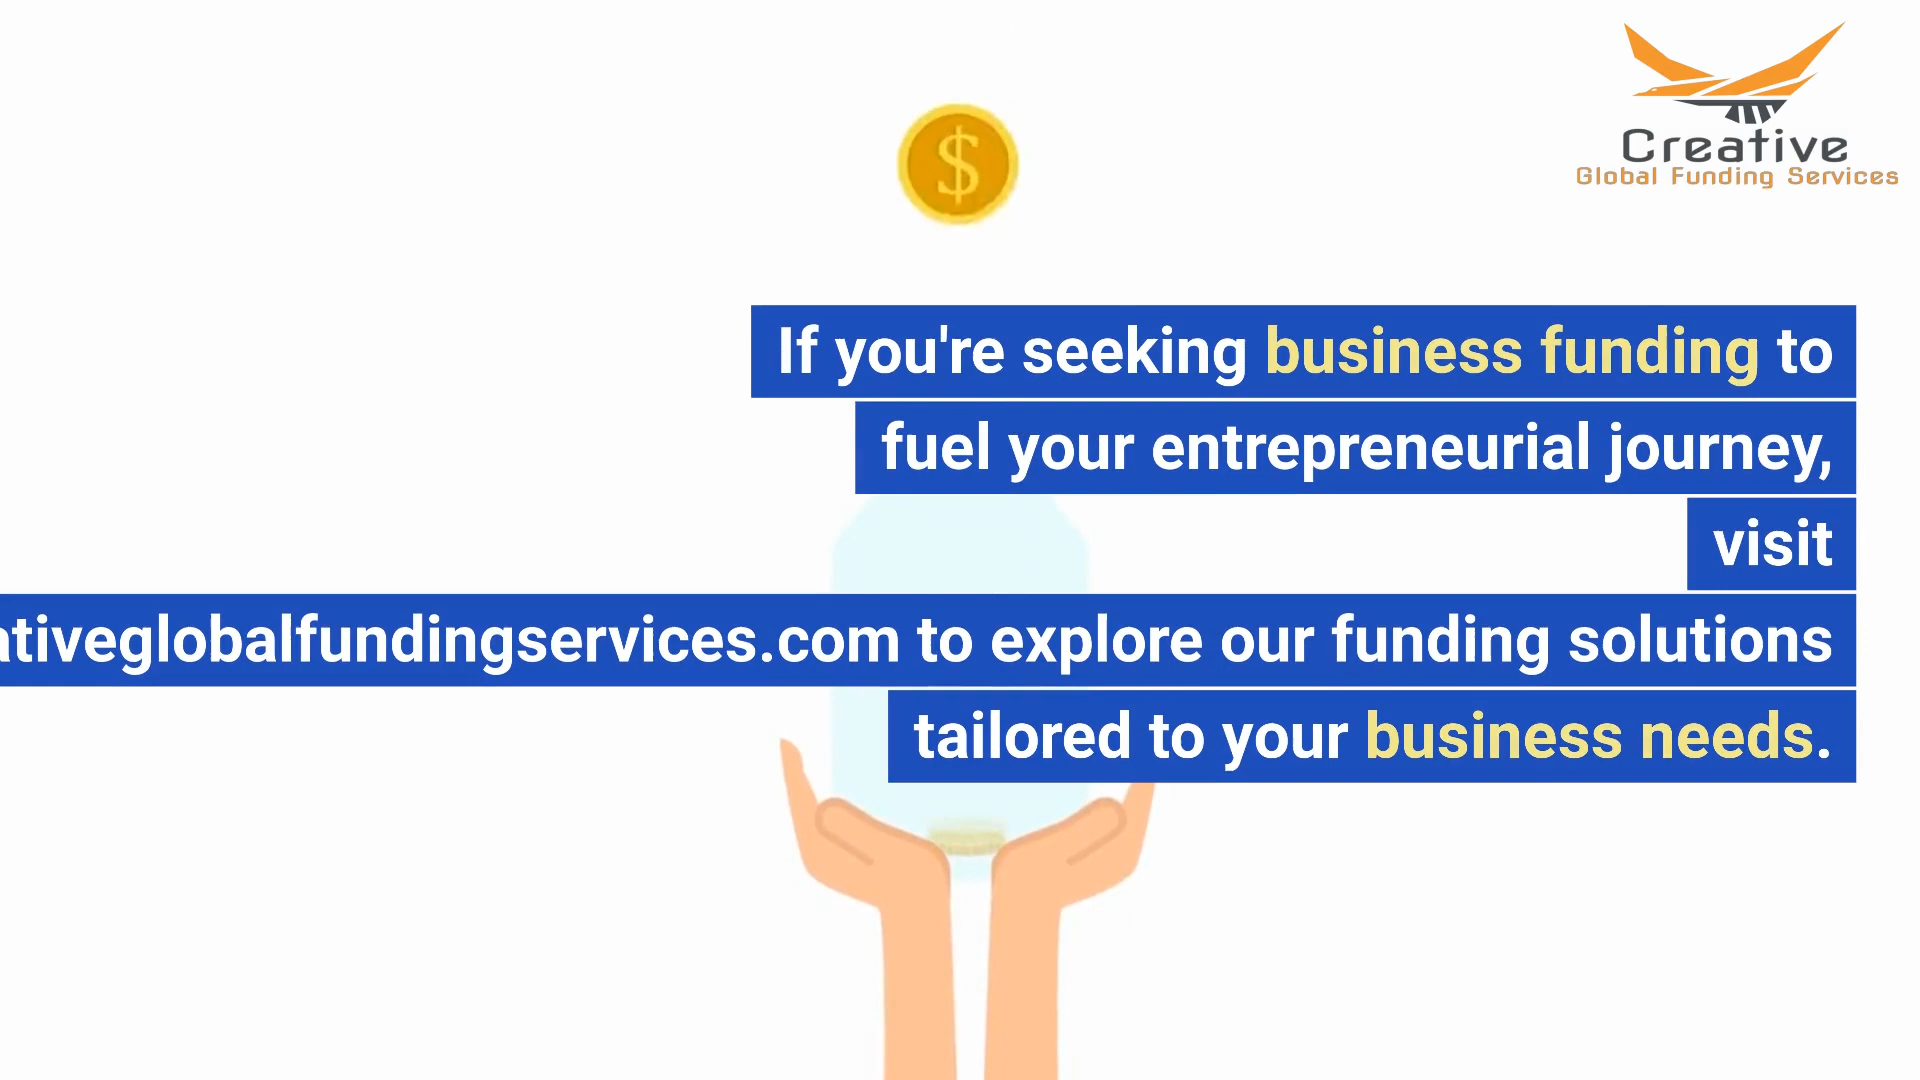 Creative
Global Funding Services
$
If you're seeking business funding to
fuel your entrepreneurial journey,
visit
ativeglobalfundingservices.com to explore our funding solutions
tailored to your business needs.